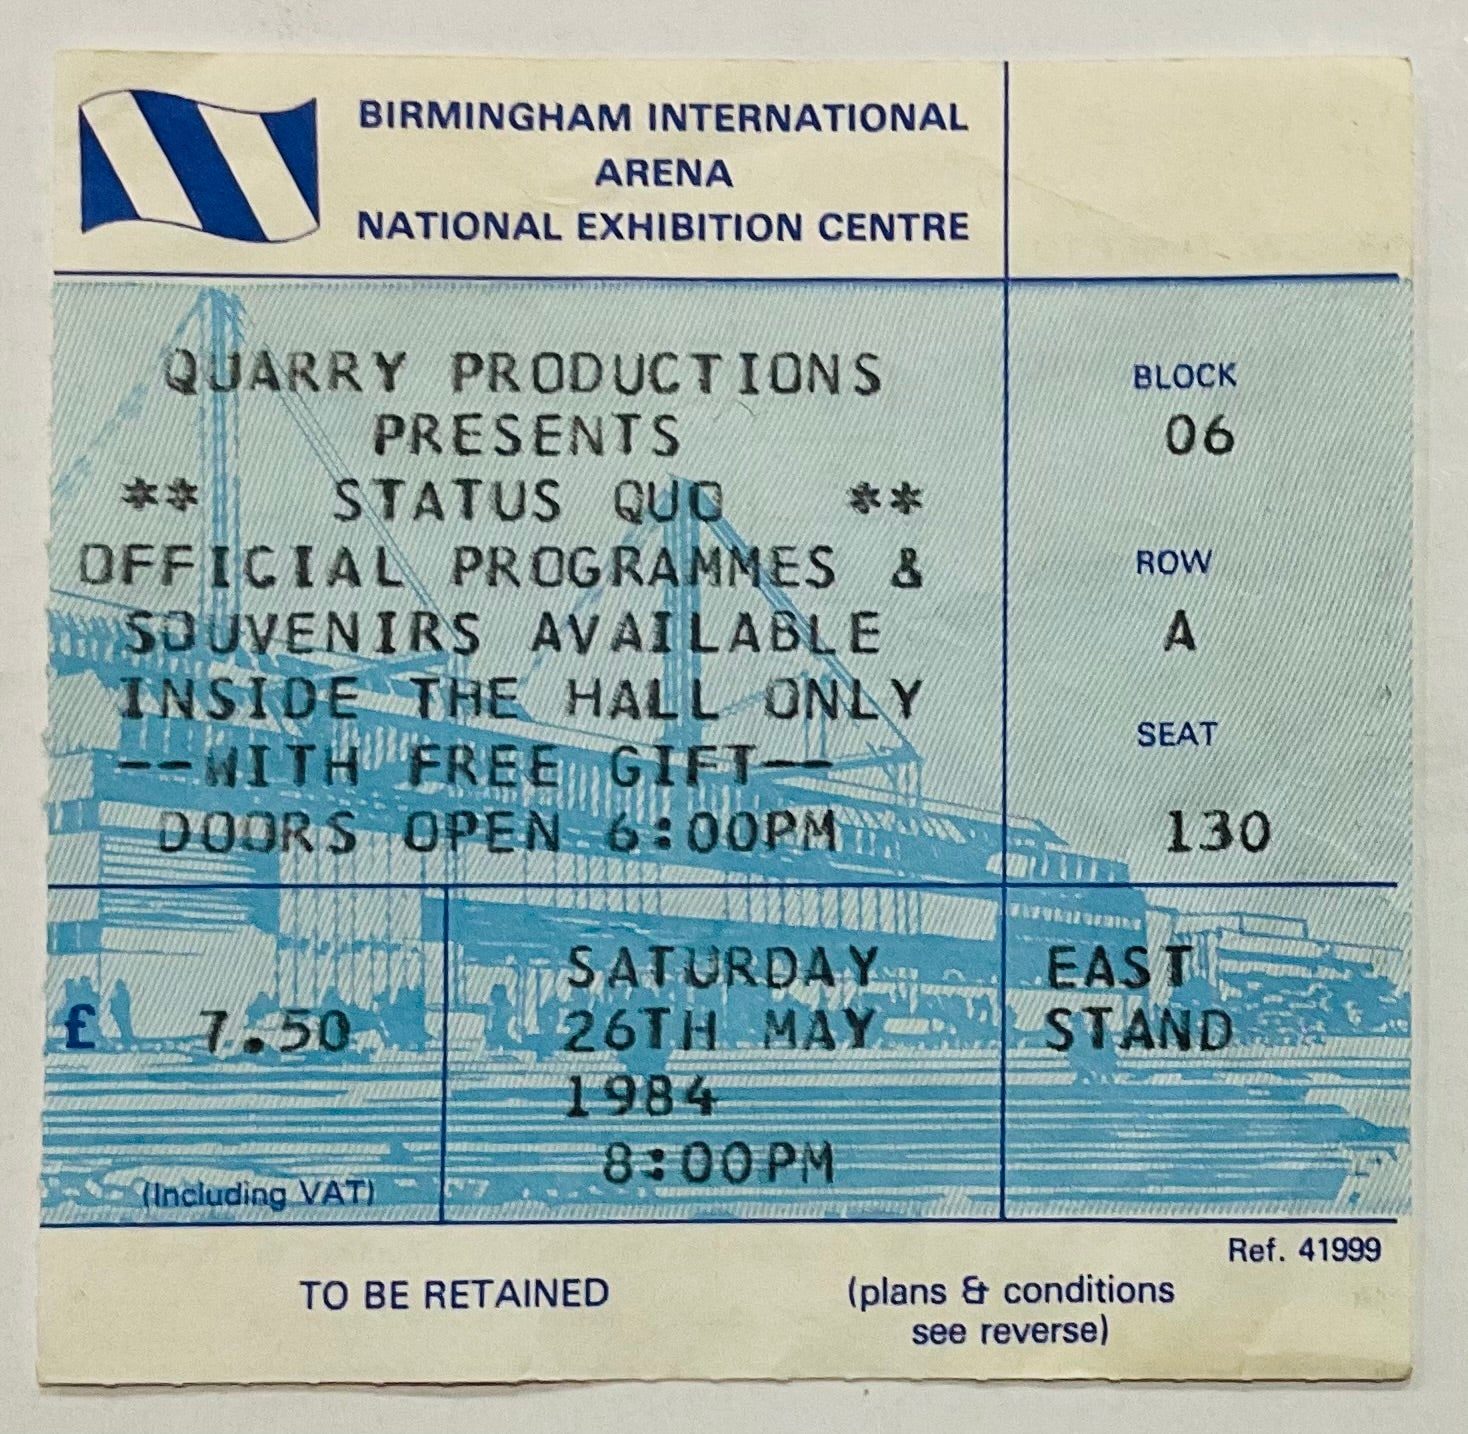 BIRMINGHAM INTERNATIONAL
ARENA
NATIONAL EXHIBITION CENTRE
QUARRY PRODUCTIONS
PRESENTS
** STATUS QUO **
OFFICIAL PROGRAMMES &
SOUVENIRS AVAILABLE
INSIDE THE HALL ONLY
--WITH FREE GIFT--
DOORS OPEN 6:00PM
BLOCK
06
ROW
A
SEAT
130
£ 7.50
(Including VAT)
SATURDAY
26TH MAY
1984
8:00PM
EAST
STAND
Ref. 41999
TO BE RETAINED
(plans & conditions
see reverse)